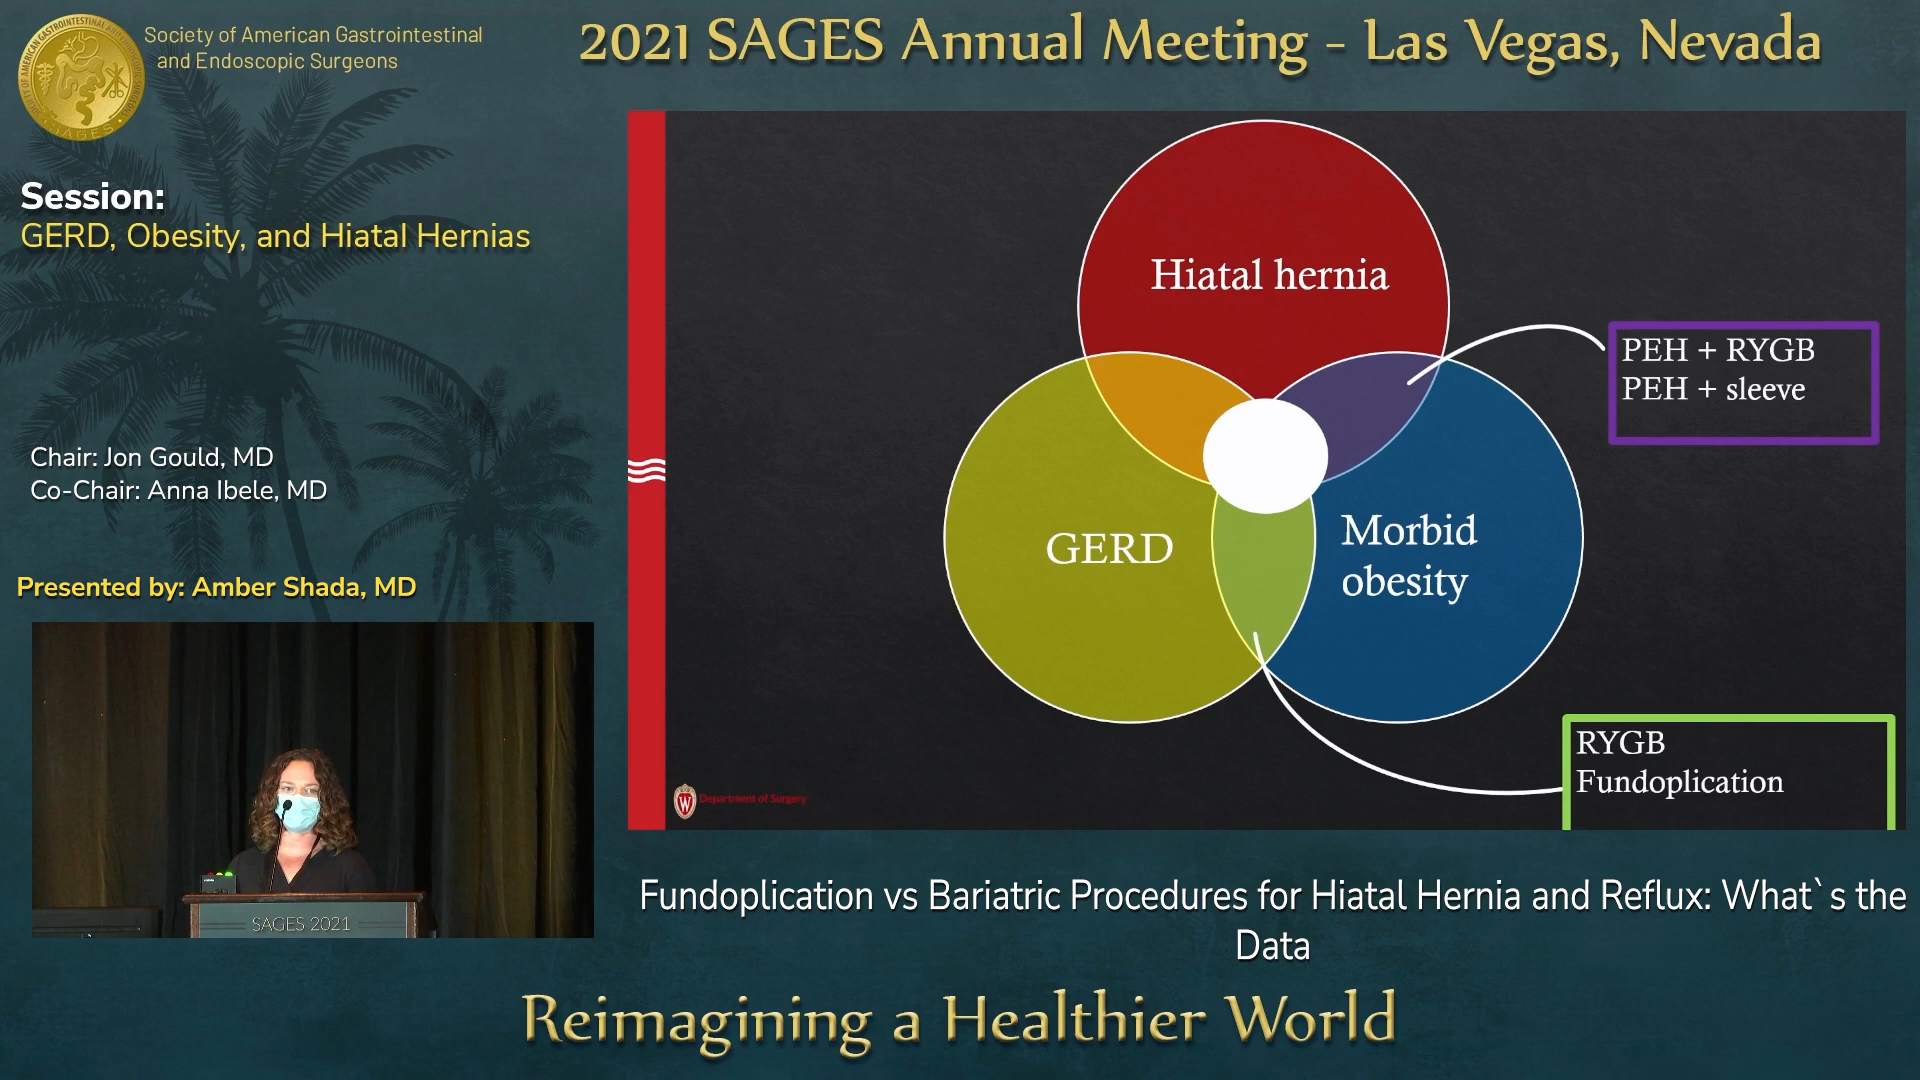 Society of American Gastrointestinal
and Endoscopic Surgeons
SAGES
2021 SAGES Annual Meeting - Las Vegas, Nevada
Session:
GERD, Obesity, and Hiatal Hernias
Chair: Jon Gould, MD
Co-Chair: Anna Ibele, MD
Presented by: Amber Shada, MD
SAGES 2021
Hiatal hernia
PEH + RYGB
PEH + sleeve
GERD
Morbid
obesity
RYGB
Fundoplication
W
Department of Surgery
Fundoplication vs Bariatric Procedures for Hiatal Hernia and Reflux: What`s the
Data
Reimagining a Healthier World